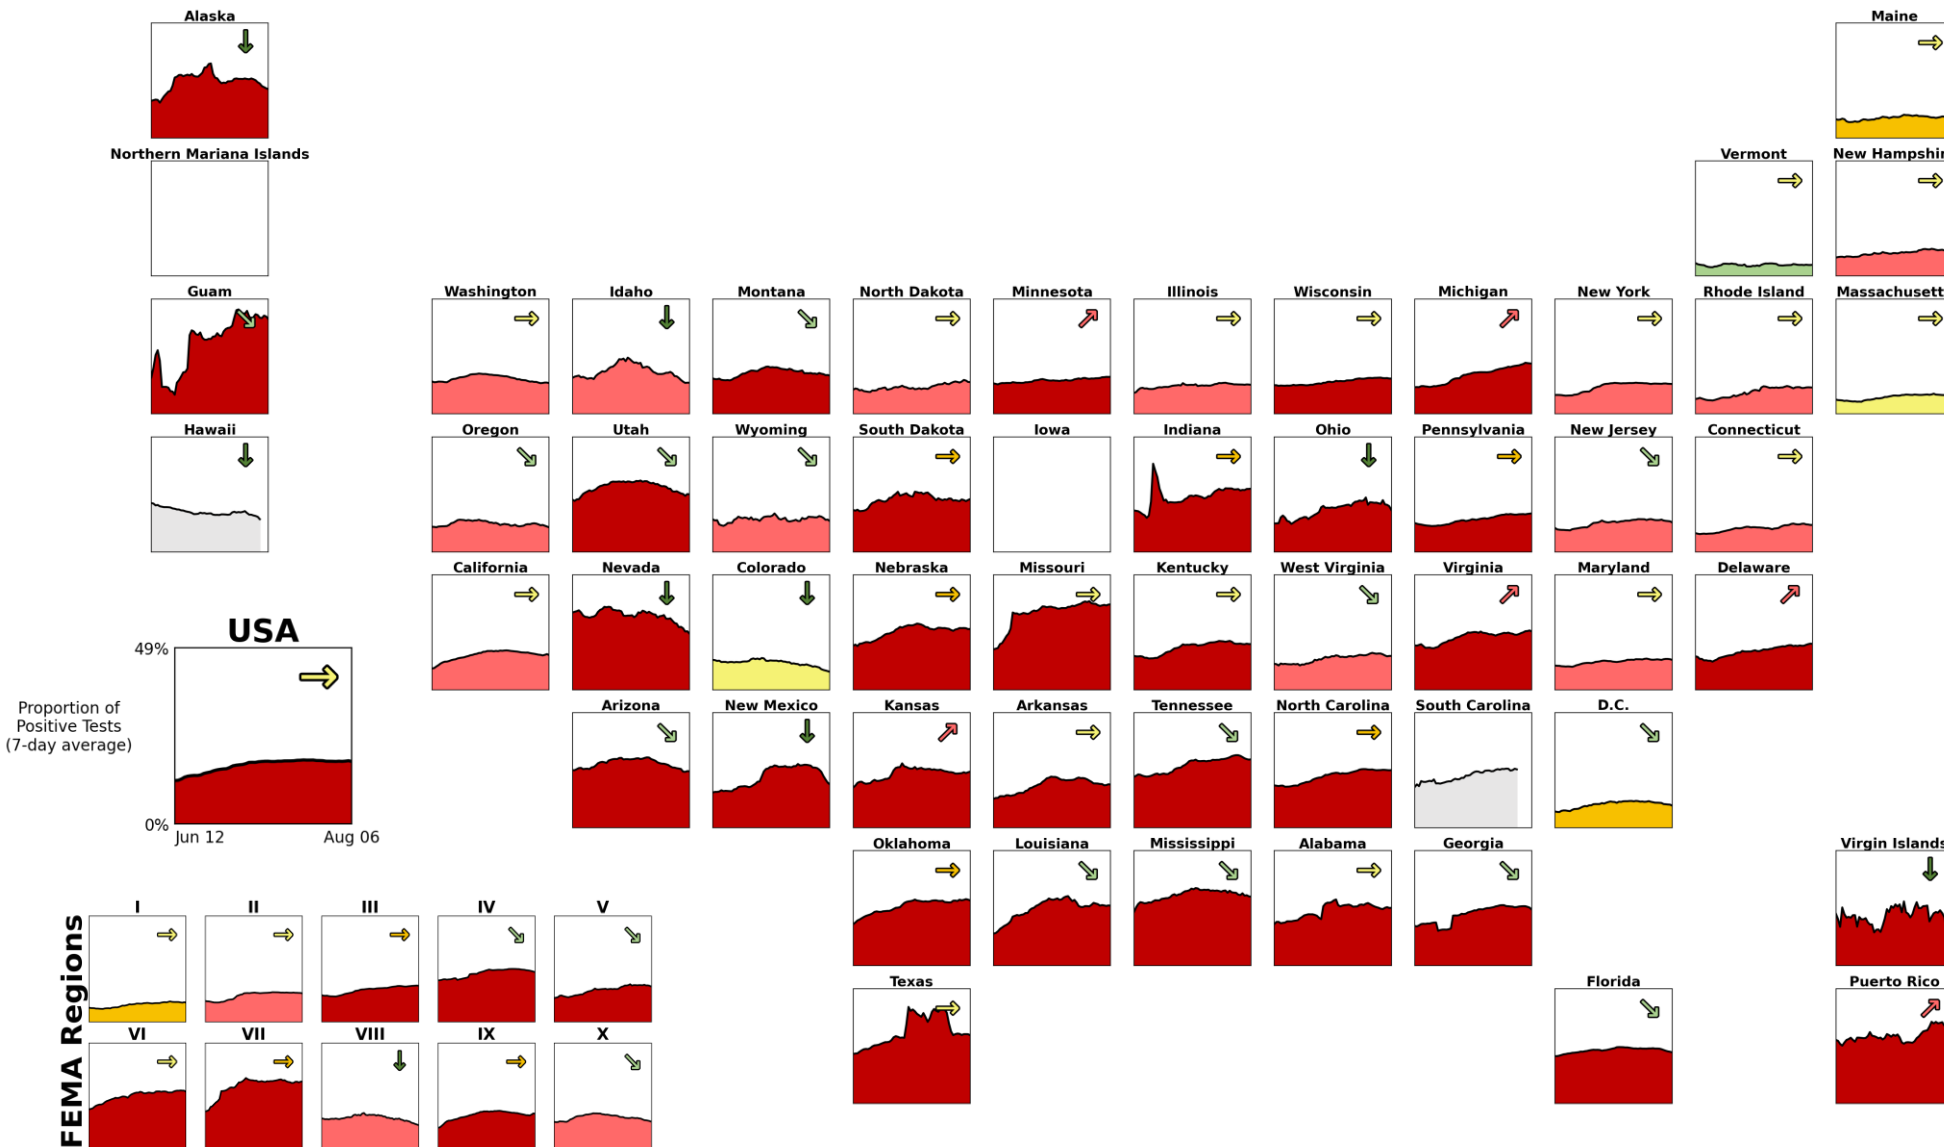 Alaska
Maine
Northern Mariana Islands
Vermont
New Hampshir
Guam
Washington
Idaho
Montana
North Dakota
Minnesota
Illinois
Wisconsin
Michigan
New York
Rhode Island
Massachusett
Hawaii
Oregon
Utah
Wyoming
South Dakota
Iowa
Indiana
Ohio
Pennsylvania
New Jersey
Connecticut
California
Nevada
Colorado
Nebraska
Missouri
Kentucky
West Virginia
Virginia
Maryland
Delaware
USA
49%
Proportion of
Positive Tests
(7-day average)
0%
Jun 12
Aug 06
Arizona
New Mexico
Kansas
Arkansas
Tennessee
North Carolina
South Carolina
D.C.
Oklahoma
Louisiana
Mississippi
Alabama
Georgia
Virgin Islands
Texas
Florida
Puerto Rico
FEMA Regions
I
II
III
IV
V
VI
VII
VIII
IX
X